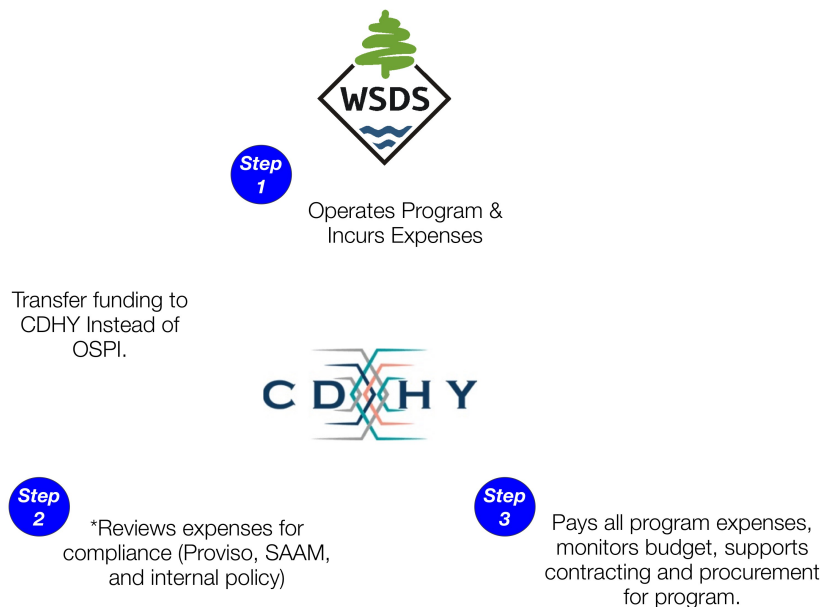 WSDS
Step
1
Operates Program &
Incurs Expenses
Transfer funding to
CDHY Instead of
OSPI.
CDHY
Step
2
*Reviews expenses for
compliance (Proviso, SAAM,
and internal policy)
Step
3
Pays all program expenses,
monitors budget, supports
contracting and procurement
for program.